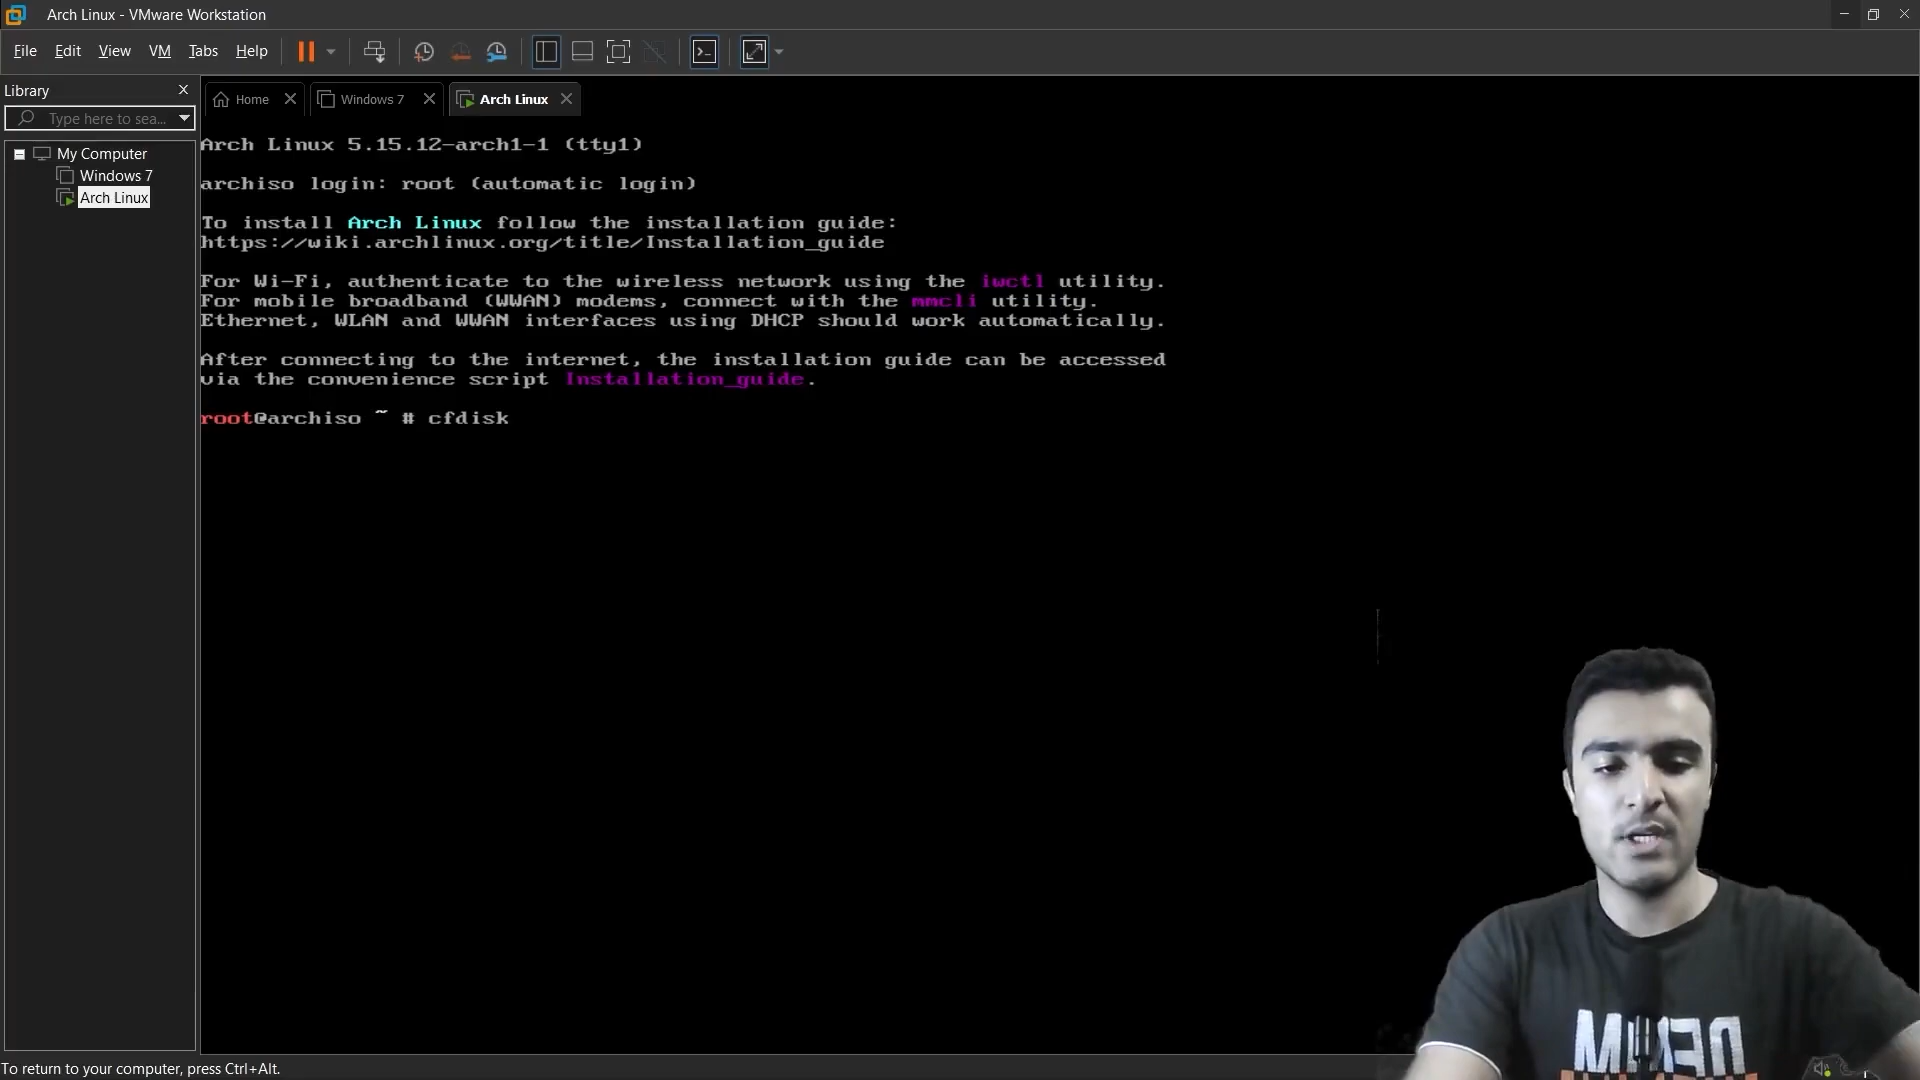 Arch Linux - VMware Workstation
File Edit View VM Tabs Help
Library
Type here to sea...
My Computer
Windows 7
Arch Linux
Home
Windows 7
Arch Linux
Arch Linux 5.15.12-arch1-1 (tty1)
archiso login: root (automatic login)
To install Arch Linux follow the installation guide:
https://wiki.archlinux.org/title/Installation_guide
For Wi-Fi, authenticate to the wireless network using the iwctl utility.
For mobile broadband (WWAN) modems, connect with the mmcli utility.
Ethernet, WLAN and WWAN interfaces using DHCP should work automatically.
After connecting to the internet, the installation guide can be accessed
via the convenience script Installation_guide.
root@archiso ~ # cfdisk
DENIM
To return to your computer, press Ctrl+Alt.